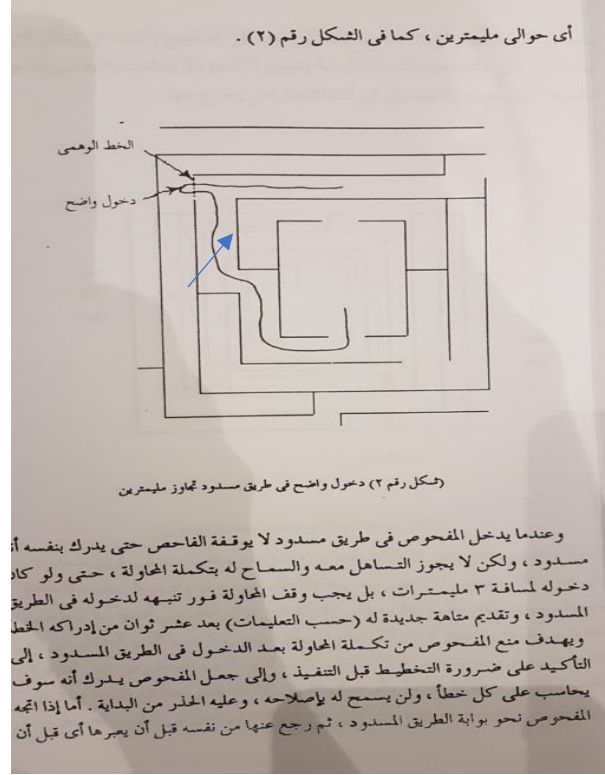 أى حوالى مليمترين ، كما فى الشكل رقم (٢) .
الخط الوهمى
دخول واضح
(شكل رقم ٢) دخول واضح فى طريق مسدود تجاوز مليمترين
وعندما يدخل المفحوص فى طريق مسدود لا يوقفة الفاحص حتى يدرك بنفسه أنه
مسدود ، ولكن لا يجوز التساهل معه والسماح له بتكملة المحاولة ، حتى ولو كان
دخوله لمسافة ٣ مليمترات ، بل يجب وقف المحاولة فور تنبهه لدخوله فى الطريق
المسدود ، وتقديم متاهة جديدة له (حسب التعليمات) بعد عشر ثوان من إدراكه الخطأ
ويهدف منع المفحوص من تكملة المحاولة بعد الدخول فى الطريق المسدود ، إلى
التأكيد على ضرورة التخطيط قبل التنفيذ ، وإلى جعل المفحوص يدرك أنه سوف
يحاسب على كل خطأ ، ولن يسمح له بإصلاحه ، وعليه الحذر من البداية . أما إذا اتجه
المفحوص نحو بوابة الطريق المسدود ، ثم رجع عنها من نفسه قبل أن يعبرها أى قبل أن